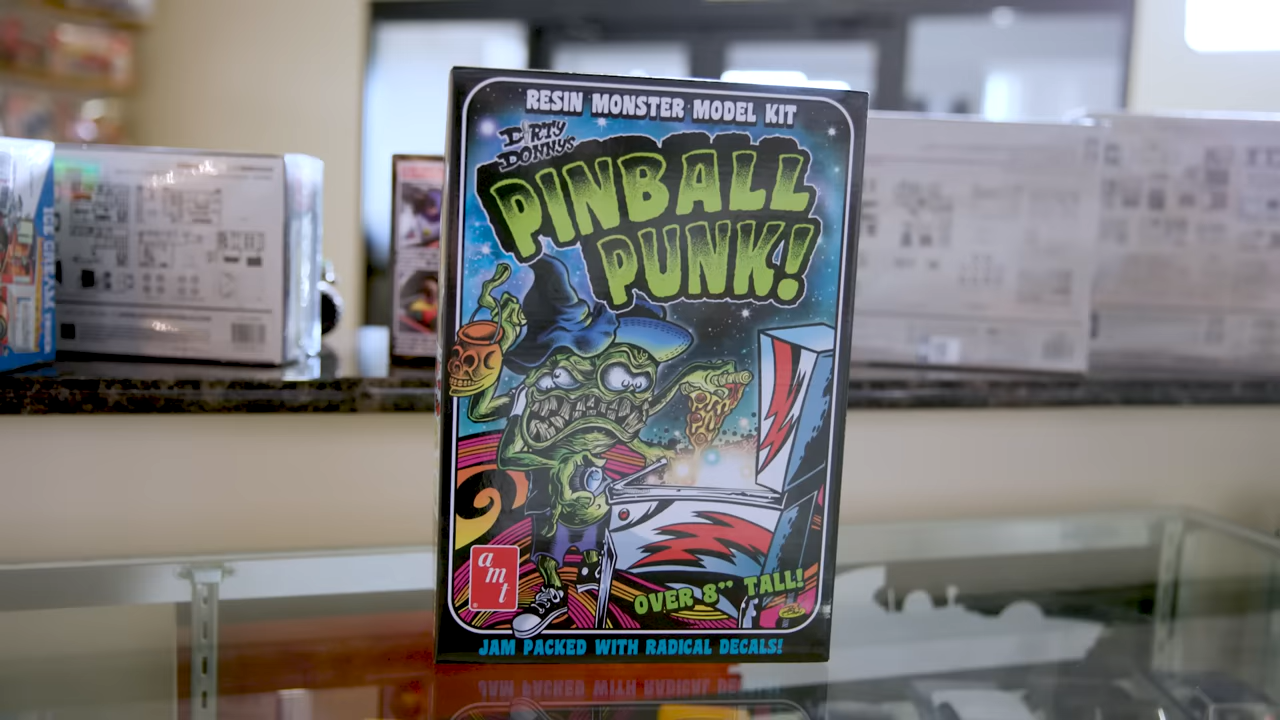 RESIN MONSTER MODEL KIT
DIRTY
DONNY'S
PINBALL
PUNK!
amt
OVER 8" TALL!
JAM PACKED WITH RADICAL DECALS!